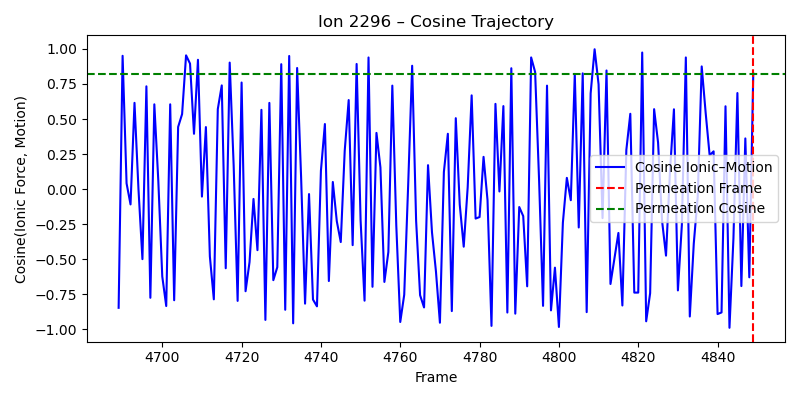 Ion 2296 – Cosine Trajectory
Cosine(Ionic Force, Motion)
1.00
0.75
0.50
0.25
0.00
−0.25
−0.50
−0.75
−1.00
Cosine Ionic–Motion
Permeation Frame
Permeation Cosine
4700 4720 4740 4760 4780 4800 4820 4840
Frame